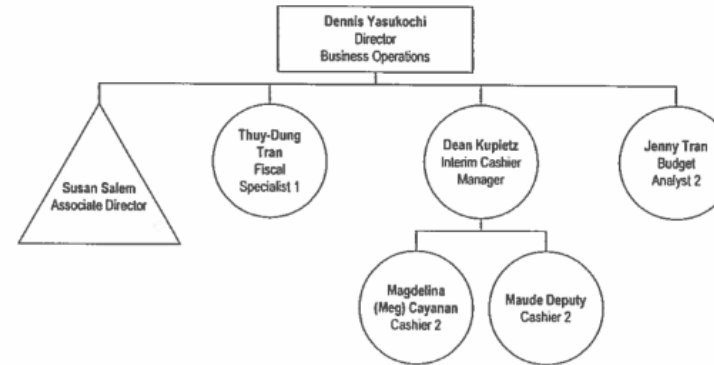 Dennis Yasukochi
Director
Business Operations
Susan Salem
Associate Director
Thuy-Dung
Tran
Fiscal
Specialist 1
Dean Kupietz
Interim Cashier
Manager
Jenny Tran
Budget
Analyst 2
Magdelina
(Meg) Cayanan
Cashier 2
Maude Deputy
Cashier 2